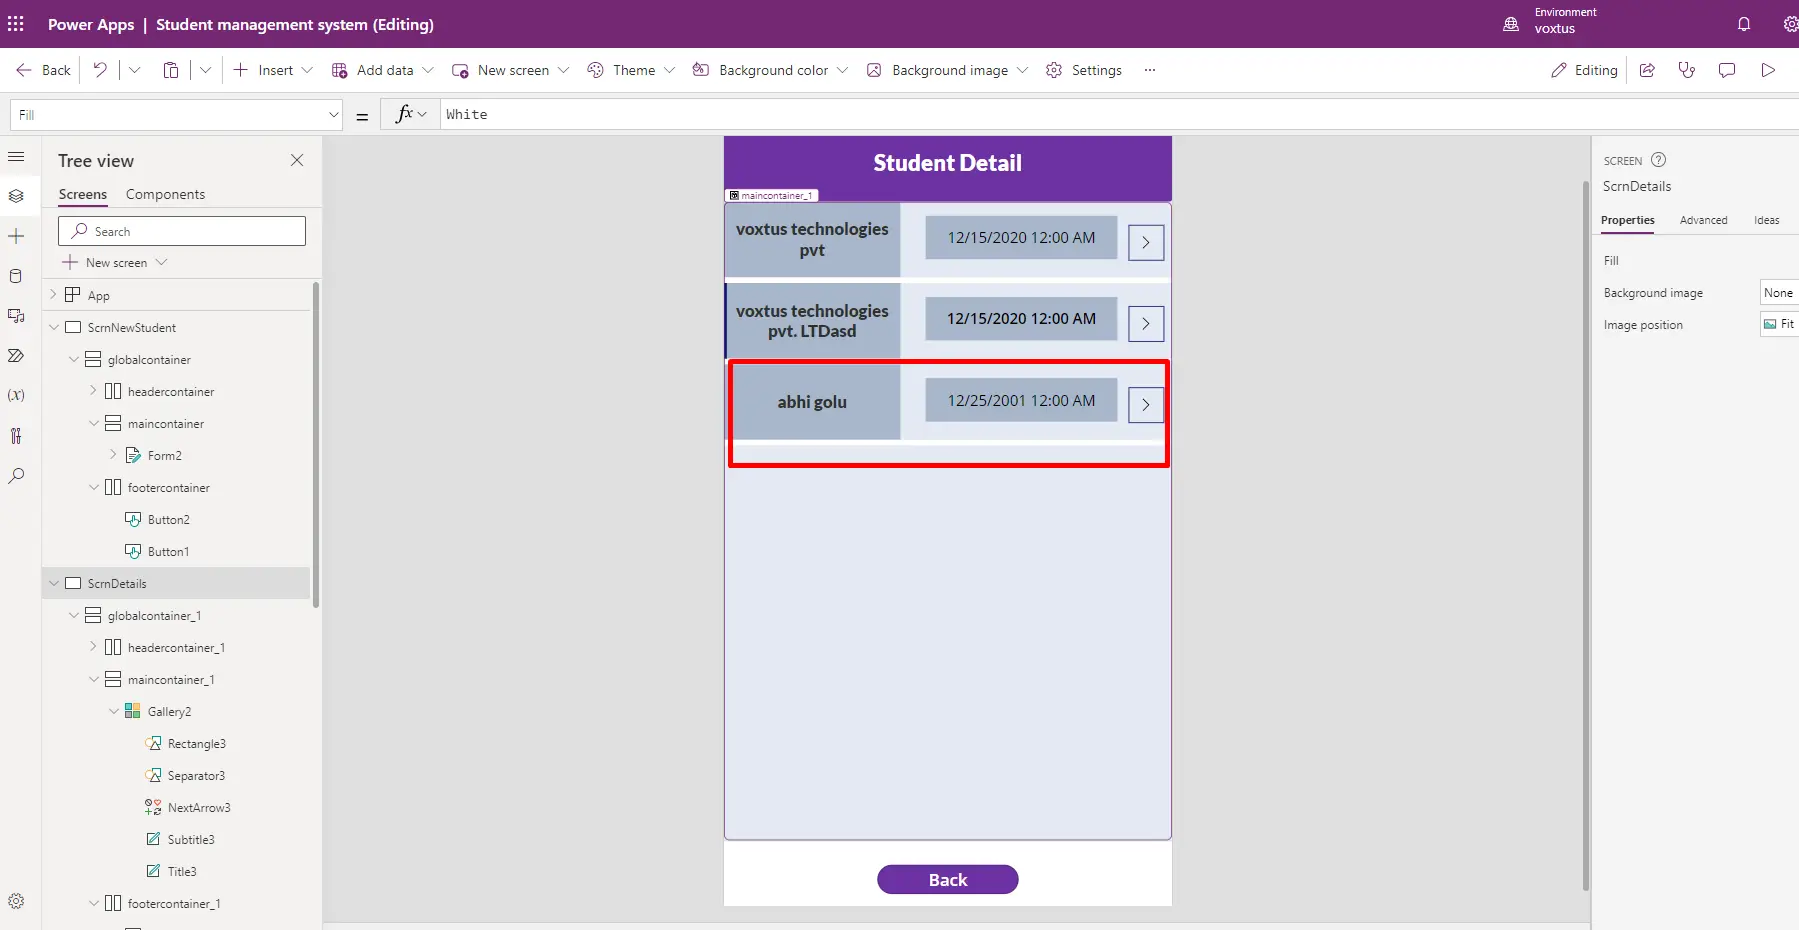 Power Apps | Student management system (Editing)
Environment
voxtus
Back
Insert
Add data
New screen
Theme
Background color
Background image
Settings
...
Editing
Fill
=
fx
White
Tree view
Screens
Components
Search
New screen
App
ScrnNewStudent
globalcontainer
headercontainer
maincontainer
Form2
footercontainer
Button2
Button1
ScrnDetails
globalcontainer_1
headercontainer_1
maincontainer_1
Gallery2
Rectangle3
Separator3
NextArrow3
Subtitle3
Title3
footercontainer_1
(x)
Student Detail
maincontainer_1
voxtus technologies
pvt
12/15/2020 12:00 AM
voxtus technologies
pvt. LTDasd
12/15/2020 12:00 AM
abhi golu
12/25/2001 12:00 AM
Back
SCREEN ?
ScrnDetails
Properties
Advanced
Ideas
Fill
Background image
None
Image position
Fit